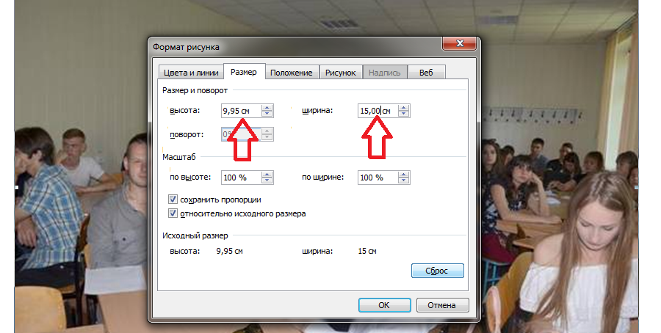 Формат рисунка
Цвета и линии Размер Положение Рисунок Надпись Веб
Размер и поворот
высота: 9,95 см ширина: 15,00 см
поворот:
Масштаб
по высоте: 100 % по ширине: 100 %
сохранить пропорции
относительно исходного размера
Исходный размер
высота: 9,95 см ширина: 15 см
Сброс
ОК Отмена